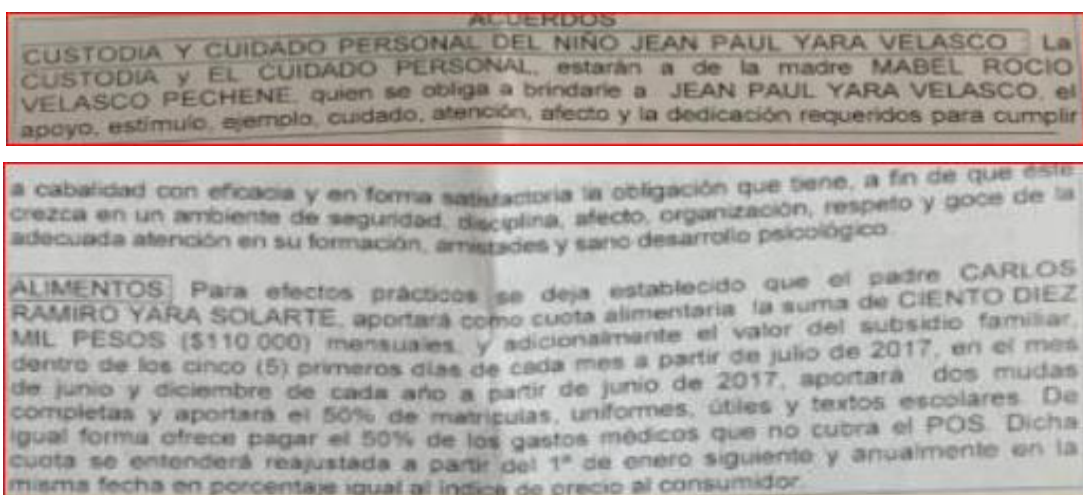 ACUERDOS
CUSTODIA Y CUIDADO PERSONAL DEL NIÑO JEAN PAUL YARA VELASCO La
CUSTODIA y EL CUIDADO PERSONAL, estarán a de la madre MABEL ROCIO
VELASCO PECHENE, quien se obliga a brindarle a JEAN PAUL YARA VELASCO, el
apoyo, estímulo, ejemplo, cuidado, atención, afecto y la dedicación requeridos para cumplir
a cabalidad con eficacia y en forma satisfactoria la obligación que tiene, a fin de que éste
crezca en un ambiente de seguridad, disciplina, afecto, organización, respeto y goce de la
adecuada atención en su formación, amistades y sano desarrollo psicológico.
ALIMENTOS Para efectos prácticos se deja establecido que el padre CARLOS
RAMIRO YARA SOLARTE, aportará como cuota alimentaria la suma de CIENTO DIEZ
MIL PESOS ($110.000) mensuales, y adicionalmente el valor del subsidio familiar,
dentro de los cinco (5) primeros días de cada mes a partir de julio de 2017, en el mes
de junio y diciembre de cada año a partir de junio de 2017, aportará dos mudas
completas y aportará el 50% de matrículas, uniformes, útiles y textos escolares. De
igual forma ofrece pagar el 50% de los gastos médicos que no cubra el POS. Dicha
cuota se entenderá reajustada a partir del 1º de enero siguiente y anualmente en la
misma fecha en porcentaje igual al índice de precio al consumidor.